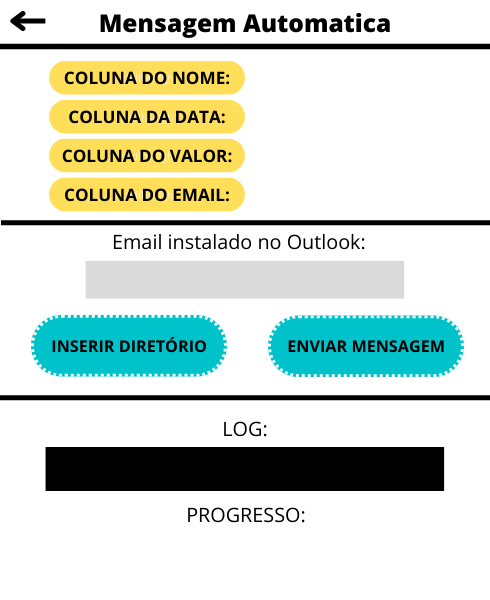 Mensagem Automatica
COLUNA DO NOME:
COLUNA DA DATA:
COLUNA DO VALOR:
COLUNA DO EMAIL:
Email instalado no Outlook:
INSERIR DIRETÓRIO
ENVIAR MENSAGEM
LOG:
PROGRESSO: